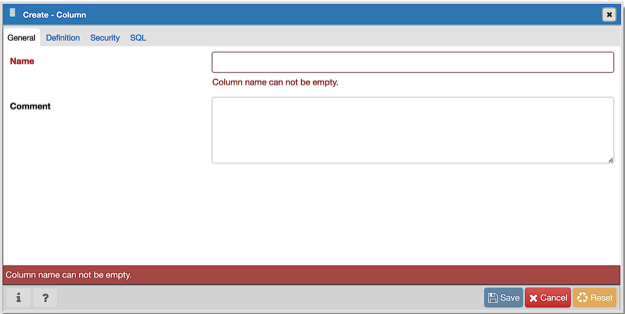 Create - Column
General Definition Security SQL
Name
Column name can not be empty.
Comment
Column name can not be empty.
i ? Save Cancel Reset